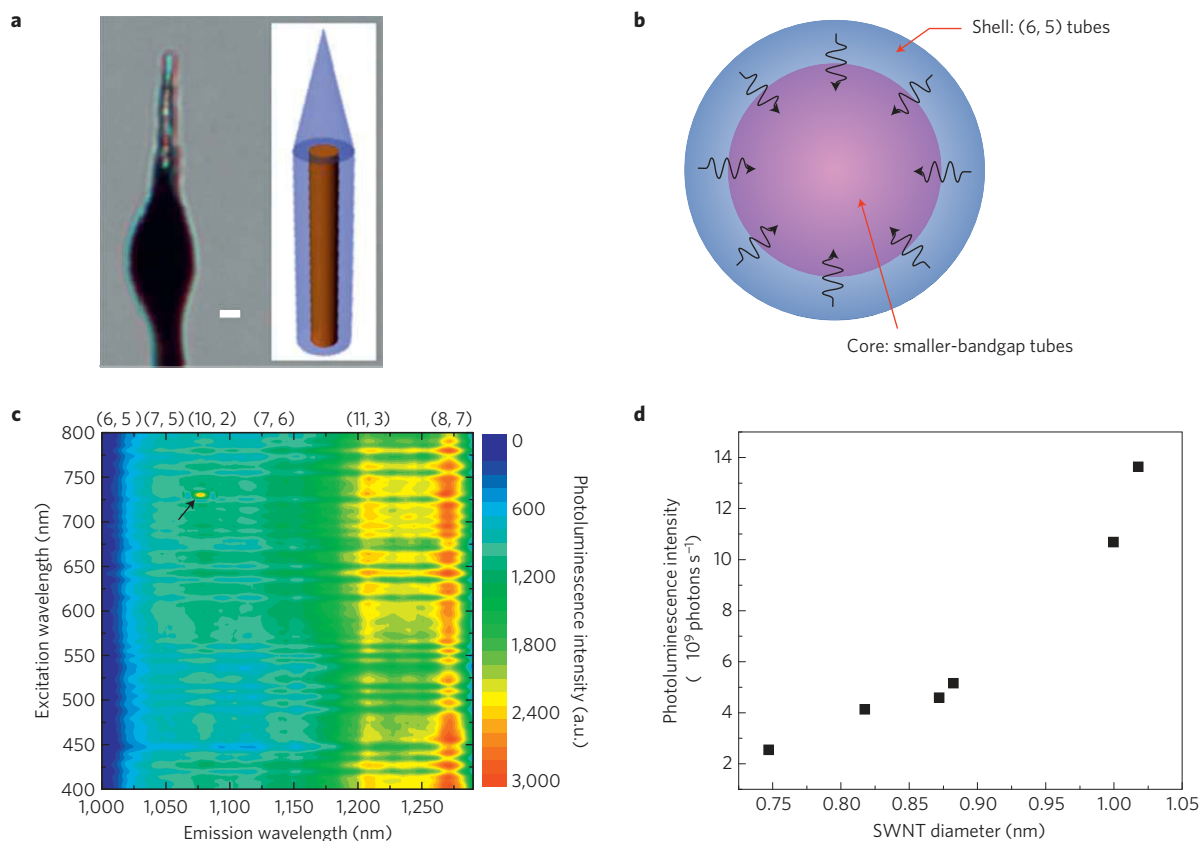 a
b
Shell: (6, 5) tubes
Core: smaller-bandgap tubes
c
(6, 5) (7, 5) (10, 2) (7, 6) (11, 3) (8, 7)
800
750
700
650
600
550
500
450
400
Excitation wavelength (nm)
1,000 1,050 1,100 1,150 1,200 1,250
Emission wavelength (nm)
0
600
1,200
1,800
2,400
3,000
Photoluminescence intensity (a.u.)
d
14
12
10
8
6
4
2
Photoluminescence intensity
( 10⁹ photons s⁻¹)
0.75 0.80 0.85 0.90 0.95 1.00 1.05
SWNT diameter (nm)